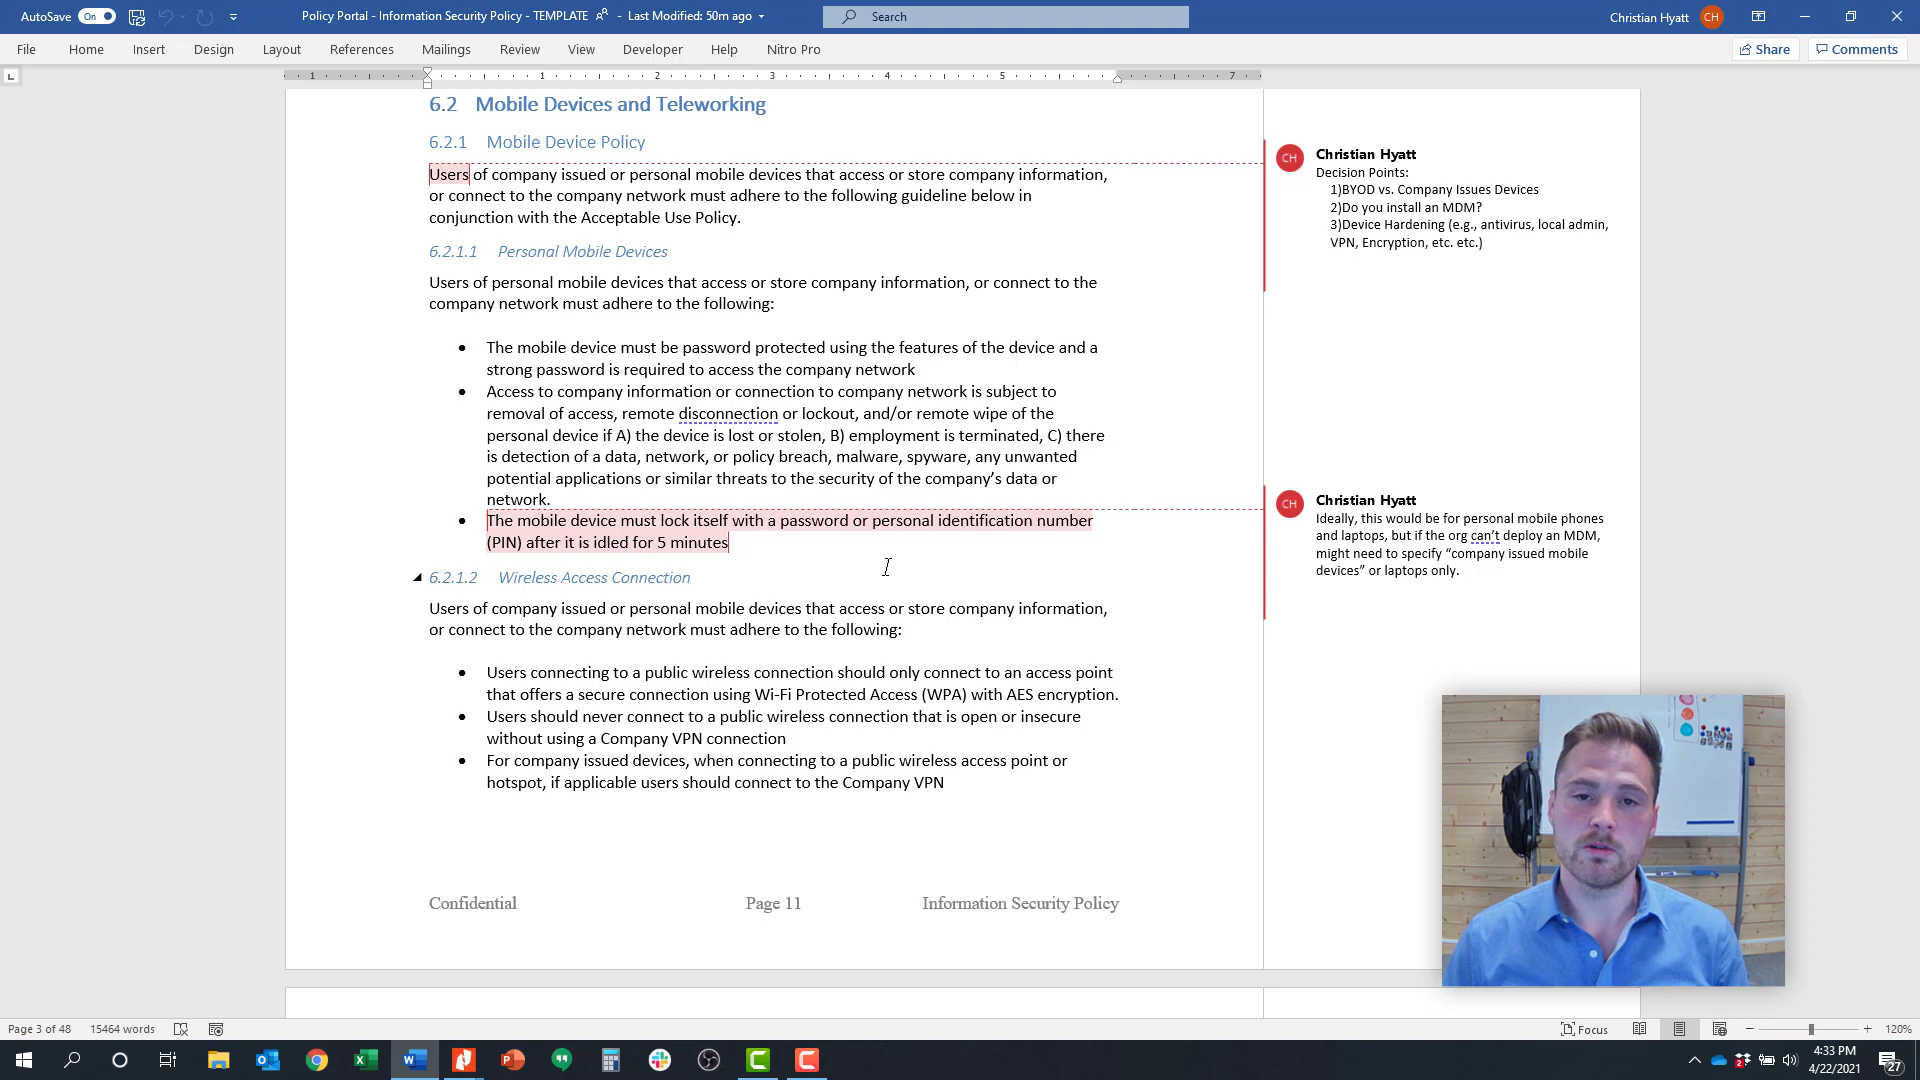 AutoSave On Policy Portal - Information Security Policy - TEMPLATE - Last Modified: 50m ago Search Christian Hyatt CH
File Home Insert Design Layout References Mailings Review View Developer Help Nitro Pro Share Comments
1 1 2 3 4 5 7
6.2 Mobile Devices and Teleworking
6.2.1 Mobile Device Policy
Users of company issued or personal mobile devices that access or store company information,
or connect to the company network must adhere to the following guideline below in
conjunction with the Acceptable Use Policy.
6.2.1.1 Personal Mobile Devices
Users of personal mobile devices that access or store company information, or connect to the
company network must adhere to the following:
• The mobile device must be password protected using the features of the device and a
strong password is required to access the company network
• Access to company information or connection to company network is subject to
removal of access, remote disconnection or lockout, and/or remote wipe of the
personal device if A) the device is lost or stolen, B) employment is terminated, C) there
is detection of a data, network, or policy breach, malware, spyware, any unwanted
potential applications or similar threats to the security of the company’s data or
network.
• The mobile device must lock itself with a password or personal identification number
(PIN) after it is idled for 5 minutes
6.2.1.2 Wireless Access Connection
Users of company issued or personal mobile devices that access or store company information,
or connect to the company network must adhere to the following:
• Users connecting to a public wireless connection should only connect to an access point
that offers a secure connection using Wi-Fi Protected Access (WPA) with AES encryption.
• Users should never connect to a public wireless connection that is open or insecure
without using a Company VPN connection
• For company issued devices, when connecting to a public wireless access point or
hotspot, if applicable users should connect to the Company VPN
Confidential Page 11 Information Security Policy
CH Christian Hyatt
Decision Points:
1)BYOD vs. Company Issues Devices
2)Do you install an MDM?
3)Device Hardening (e.g., antivirus, local admin,
VPN, Encryption, etc. etc.)
CH Christian Hyatt
Ideally, this would be for personal mobile phones
and laptops, but if the org can’t deploy an MDM,
might need to specify “company issued mobile
devices” or laptops only.
Page 3 of 48 15464 words Focus 120%
4:33 PM
4/22/2021
27